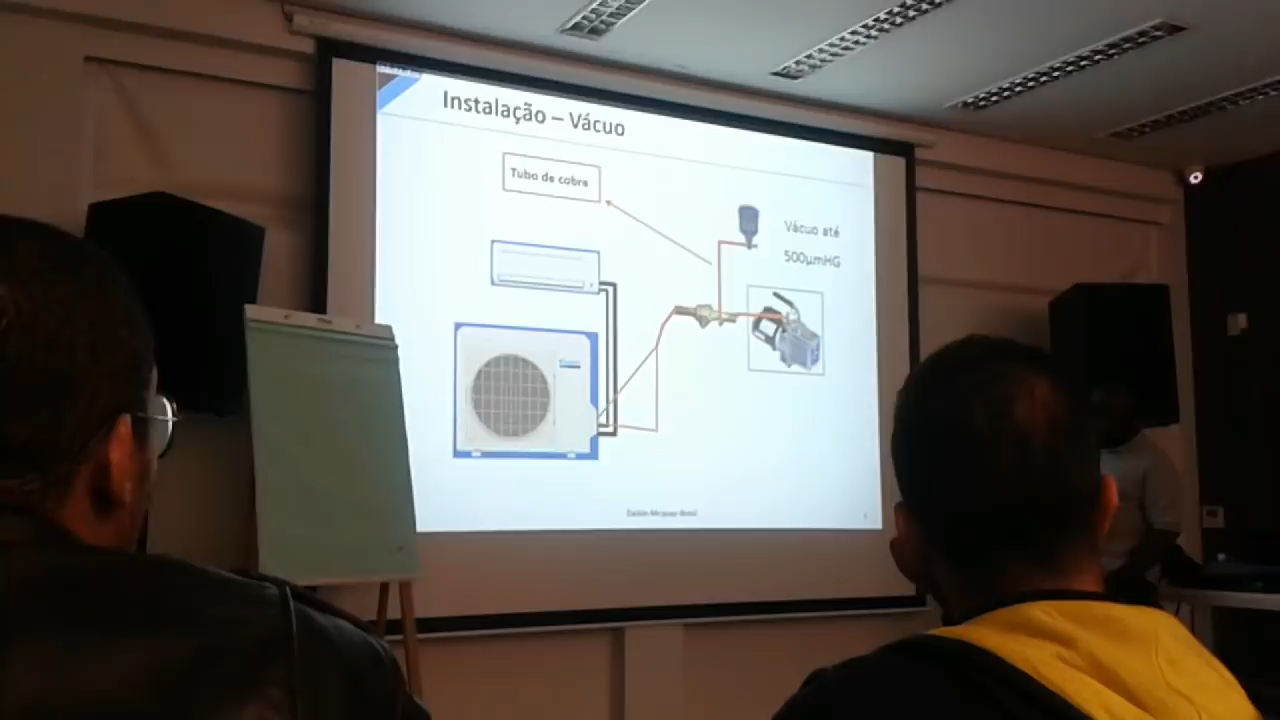 Instalação – Vácuo
Tubo de cobre
Vácuo até
500µmHG